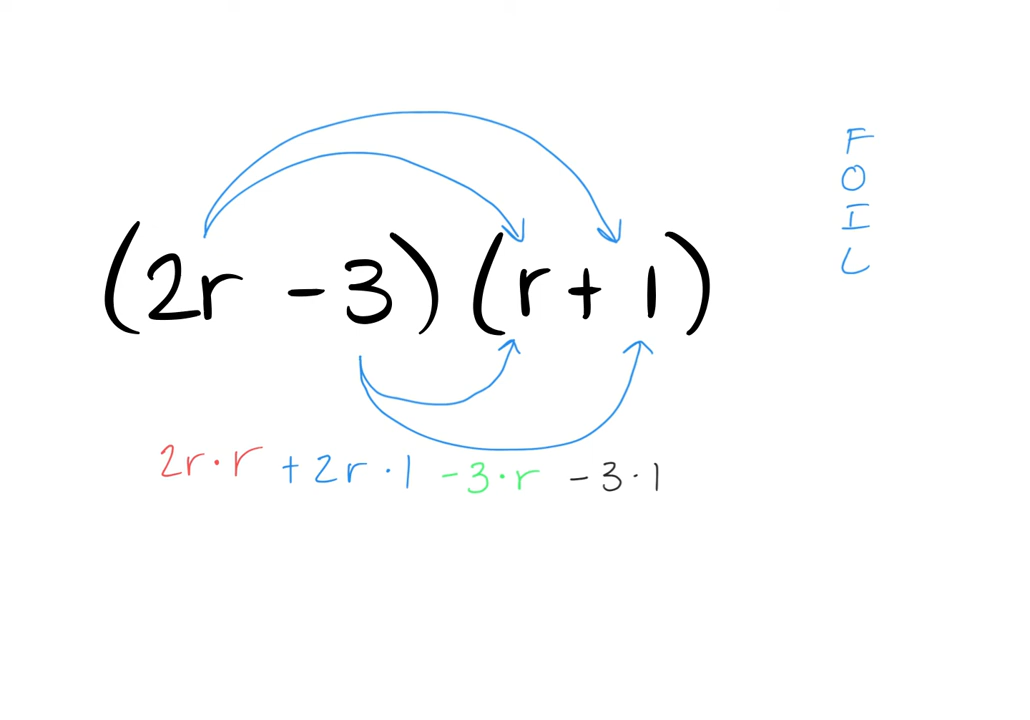 (2r - 3) (r + 1)
2r · r + 2r · 1 - 3 · r - 3 · 1
F
O
I
L